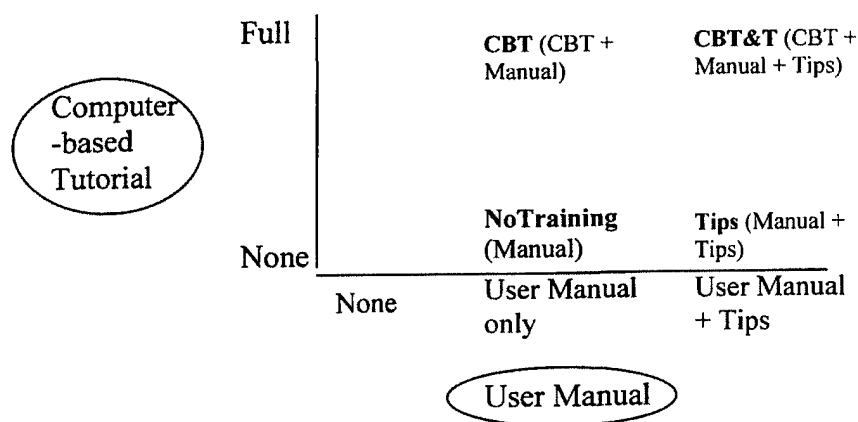 Full
CBT (CBT +
Manual)
CBT&T (CBT +
Manual + Tips)
Computer
-based
Tutorial
NoTraining
(Manual)
Tips (Manual +
Tips)
None
None
User Manual
only
User Manual
+ Tips
User Manual